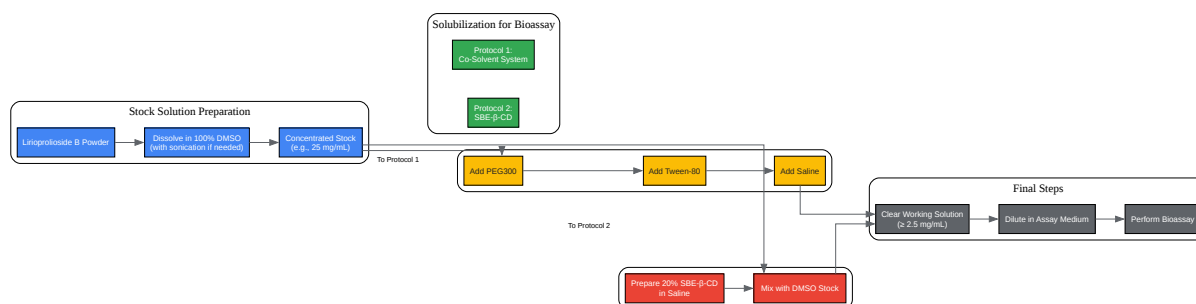 Solubilization for Bioassay
Protocol 1:
Co-Solvent System
Protocol 2:
SBE-β-CD
Stock Solution Preparation
Lirioprolioside B Powder
Dissolve in 100% DMSO
(with sonication if needed)
Concentrated Stock
(e.g., 25 mg/mL)
To Protocol 1
Add PEG300
Add Tween-80
Add Saline
To Protocol 2
Prepare 20% SBE-β-CD
in Saline
Mix with DMSO Stock
Final Steps
Clear Working Solution
(≥ 2.5 mg/mL)
Dilute in Assay Medium
Perform Bioassay